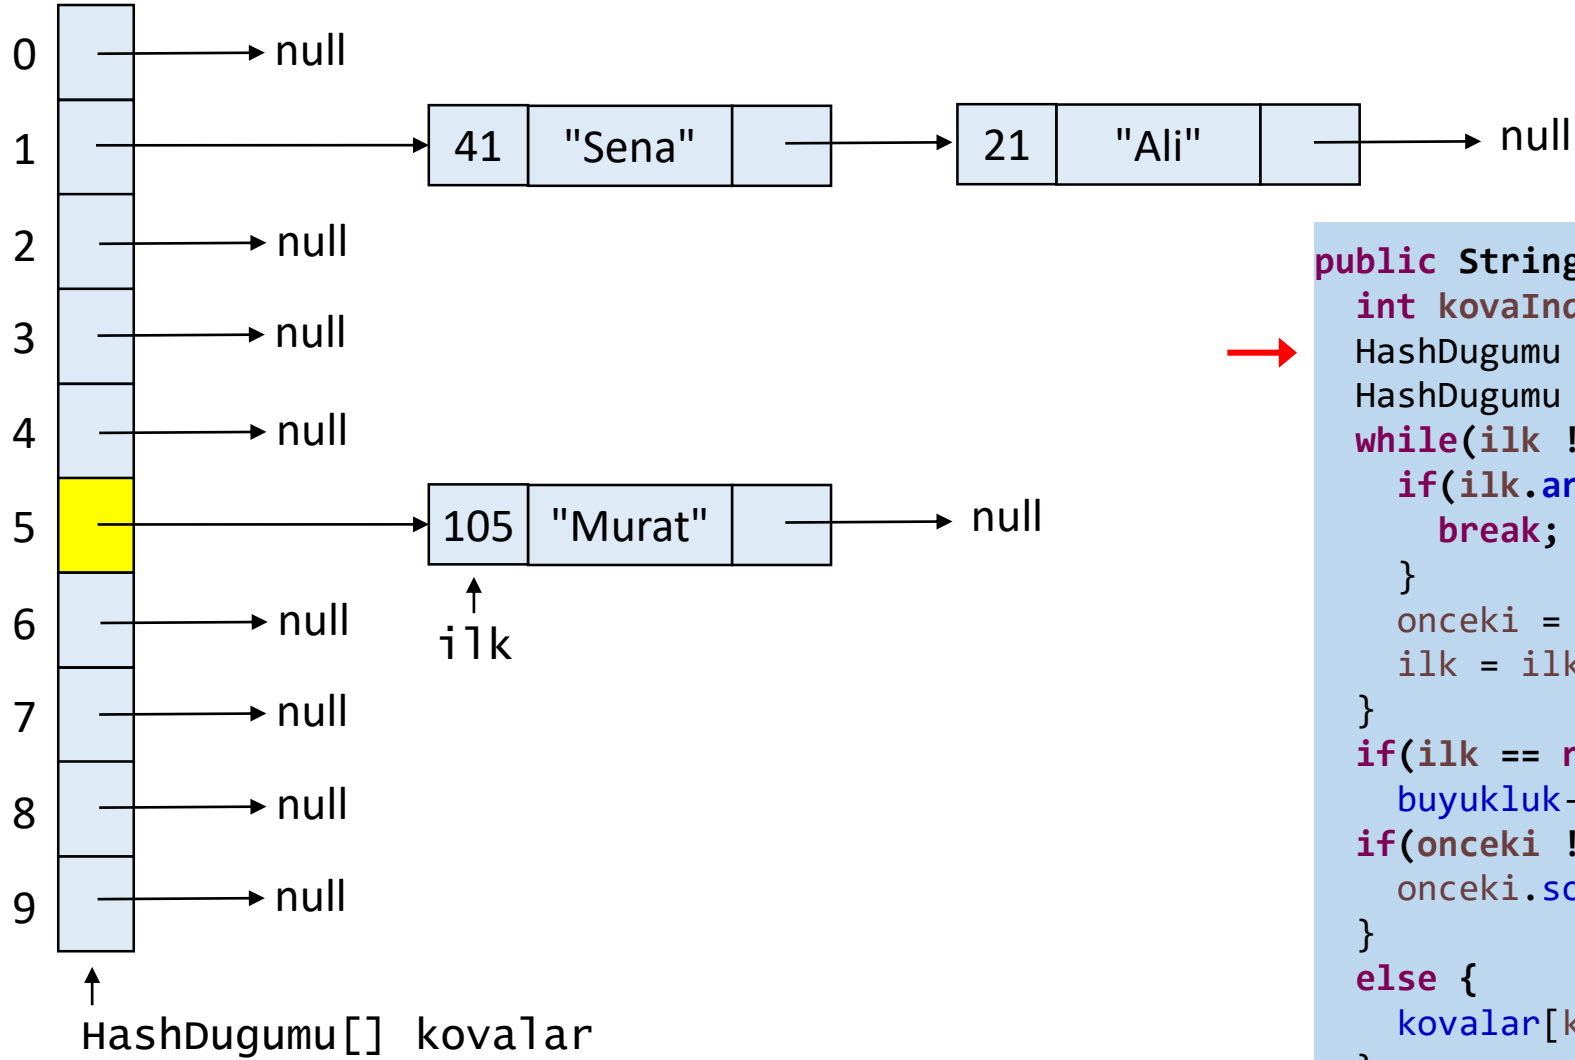 0 null
1 41 "Sena" 21 "Ali" null
2 null
3 null
4 null
5 105 "Murat" null
ilk
6 null
7 null
8 null
9 null
HashDugumu[] kovalar
public String
int kovaInd
HashDugumu
HashDugumu
while(ilk !
if(ilk.an
break;
}
onceki =
ilk = ilk
}
if(ilk == n
buyukluk-
if(onceki !
onceki.so
}
else {
kovalar[k
}